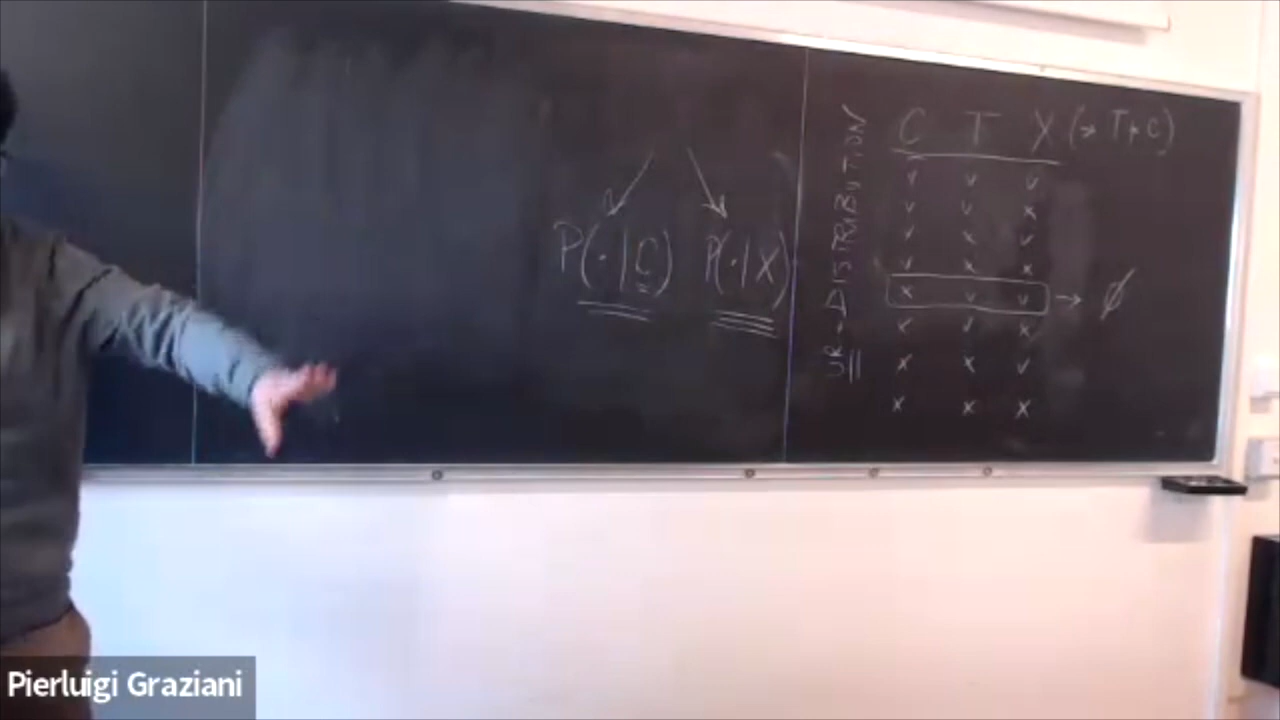 P(·|C) P(·|X)
UR-DISTRIBUTION
C T X (→ T⊢C)
v v v
v v x
v x v
v x x
x v v → ∅
x v x
x x v
x x x
Pierluigi Graziani